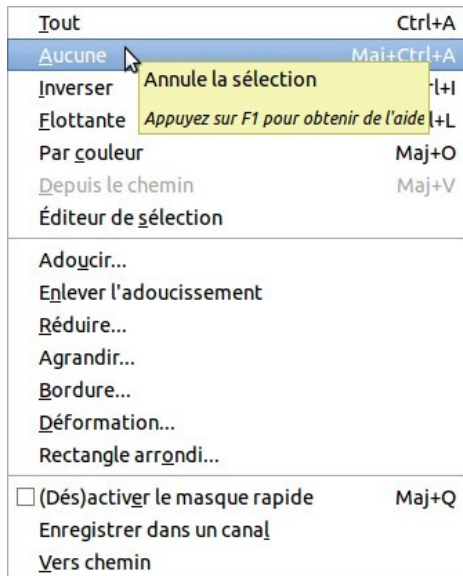 Tout Ctrl+A
Aucune Maj+Ctrl+A
Annule la sélection
Inverser rl+I
Appuyez sur F1 pour obtenir de l'aide
Flottante l+L
Par couleur Maj+O
Depuis le chemin Maj+V
Éditeur de sélection
Adoucir...
Enlever l'adoucissement
Réduire...
Agrandir...
Bordure...
Déformation...
Rectangle arrondi...
(Dés)activer le masque rapide Maj+Q
Enregistrer dans un canal
Vers chemin